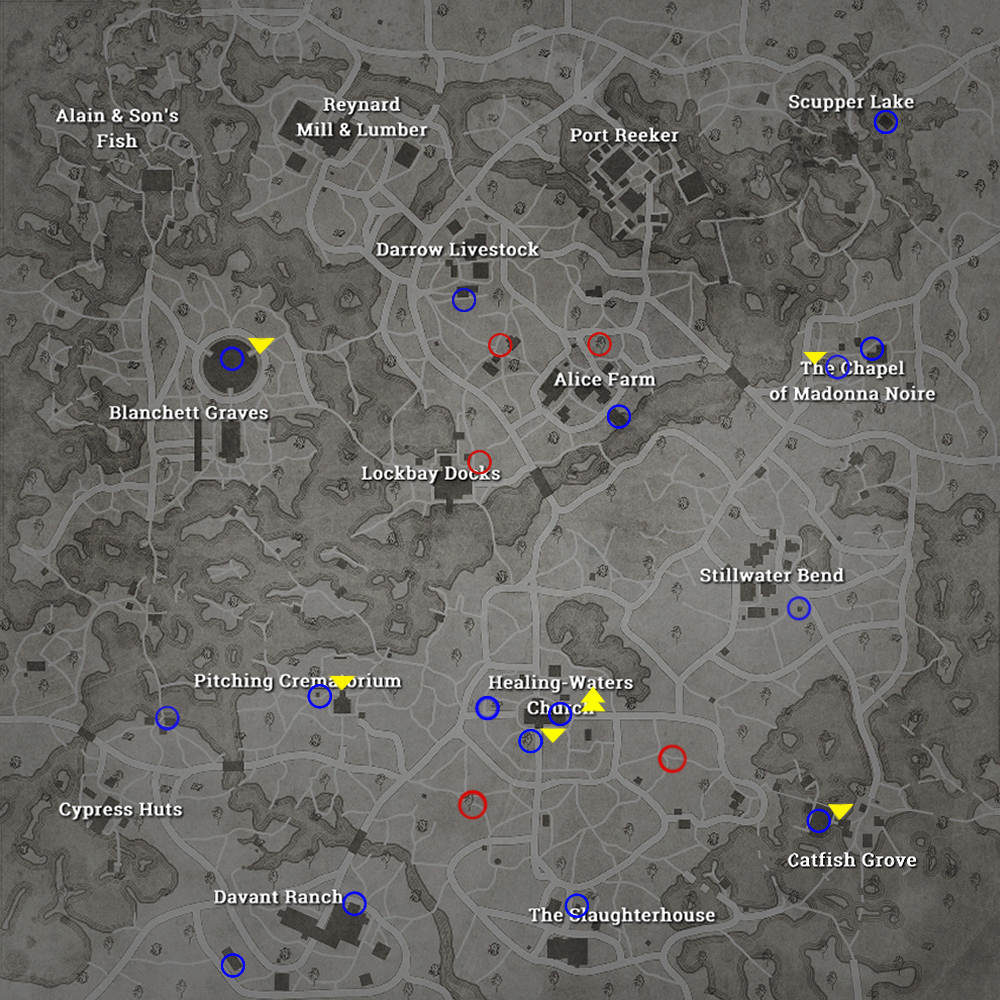 Scupper Lake
Alain & Son's
Fish
Reynard
Mill & Lumber
Port Reeker
Darrow Livestock
The Chapel
of Madonna Noire
Alice Farm
Blanchett Graves
Lockbay Docks
Stillwater Bend
Pitching Crematorium
Healing-Waters
Church
Cypress Huts
Catfish Grove
Davant Ranch
The Slaughterhouse